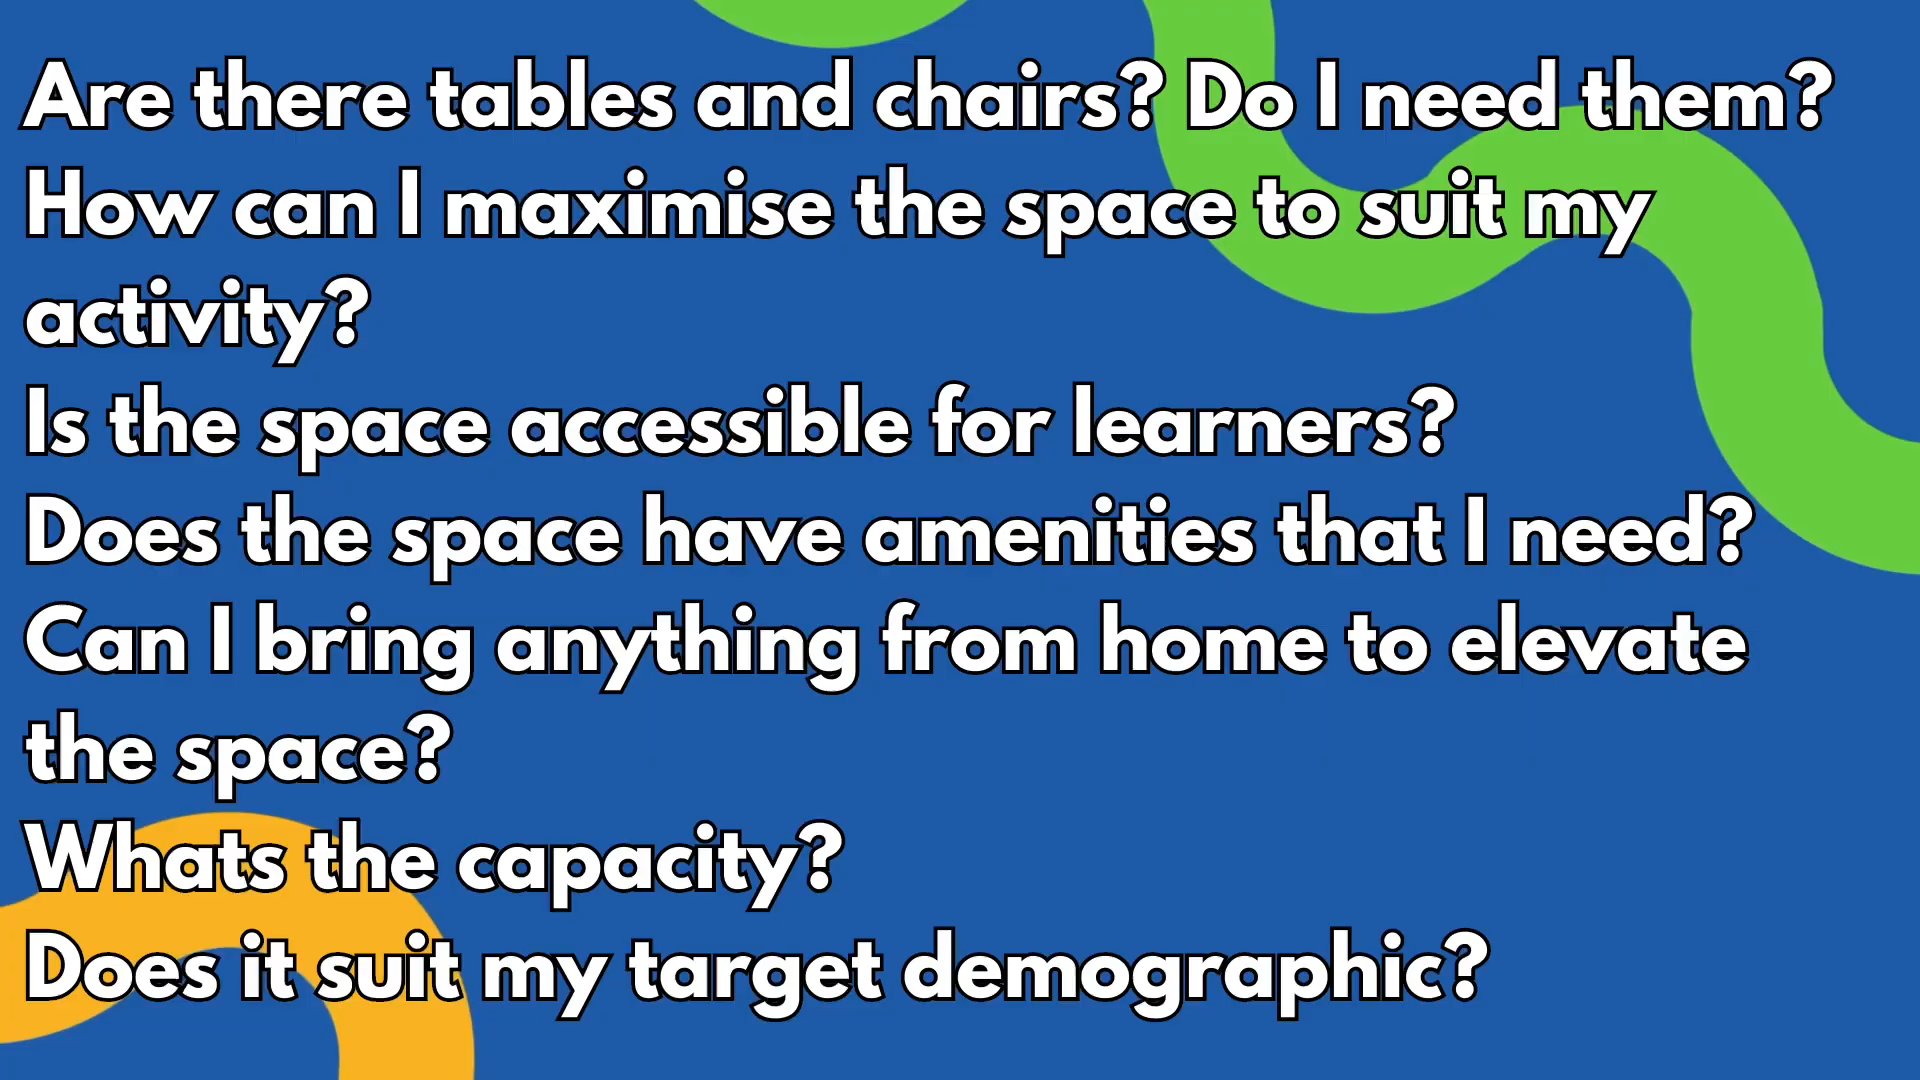 Are there tables and chairs? Do I need them?
How can I maximise the space to suit my
activity?
Is the space accessible for learners?
Does the space have amenities that I need?
Can I bring anything from home to elevate
the space?
Whats the capacity?
Does it suit my target demographic?